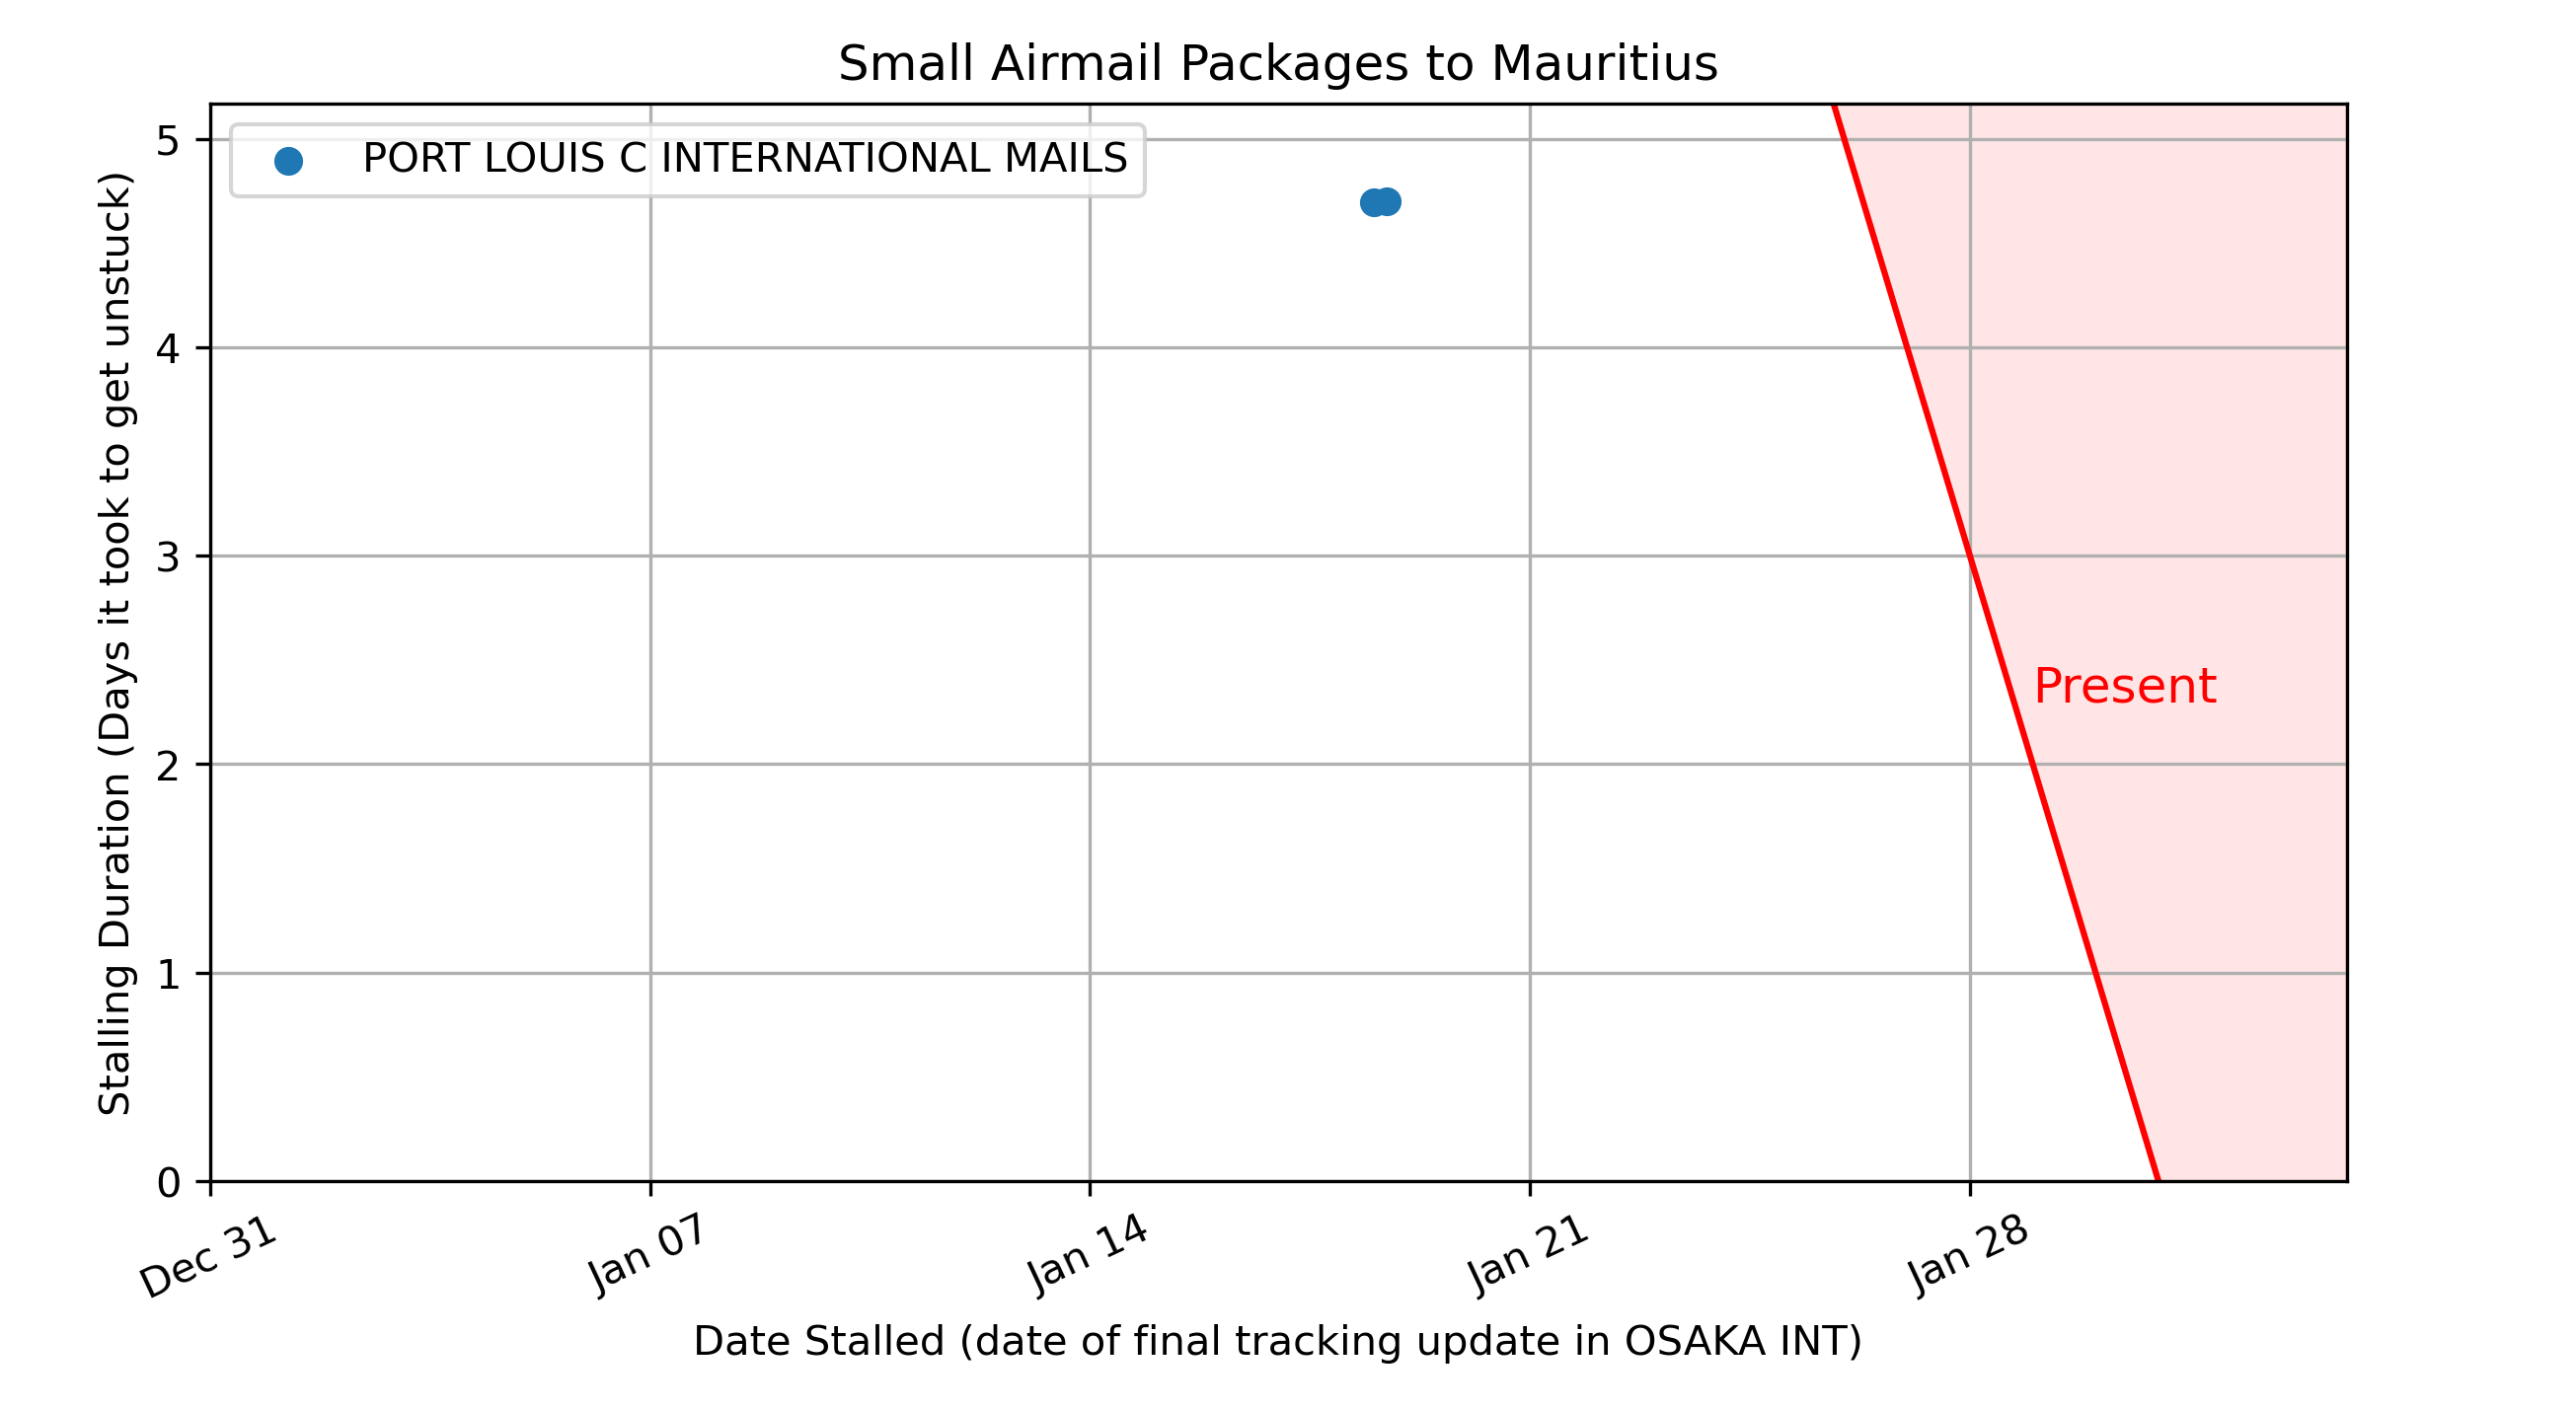 Small Airmail Packages to Mauritius
PORT LOUIS C INTERNATIONAL MAILS
Stalling Duration (Days it took to get unstuck)
5
4
3
2
1
0
Present
Dec 31
Jan 07
Jan 14
Jan 21
Jan 28
Date Stalled (date of final tracking update in OSAKA INT)